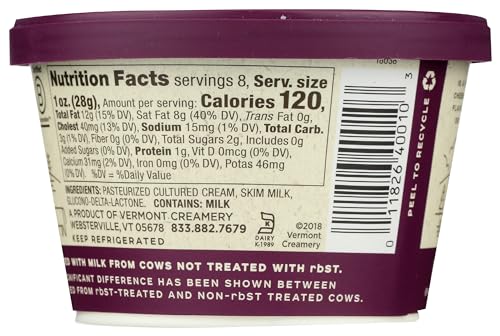 Nutrition Facts servings 8, Serv. size
1 oz. (28g), Amount per serving: Calories 120,
Total Fat 12g (15% DV), Sat Fat 8g (40% DV), Trans Fat 0g,
Cholest 40mg (13% DV), Sodium 15mg (1% DV), Total Carb.
3g (1% DV), Fiber 0g (0% DV), Total Sugars 2g, Includes 0g
Added Sugars (0% DV), Protein 1g, Vit D 0mcg (0% DV),
Calcium 31mg (2% DV), Iron 0mg (0% DV), Potas 46mg
(0% DV). %DV = %Daily Value
INGREDIENTS: PASTEURIZED CULTURED CREAM, SKIM MILK,
GLUCONO-DELTA-LACTONE. CONTAINS: MILK
A PRODUCT OF VERMONT CREAMERY
WEBSTERVILLE, VT 05678 833.882.7679
KEEP REFRIGERATED
DAIRY
K-1989
©2018
Vermont
Creamery
0 11826 40010 3
PEEL TO RECYCLE
ED WITH MILK FROM COWS NOT TREATED WITH rbST.
NIFICANT DIFFERENCE HAS BEEN SHOWN BETWEEN
ED FROM rbST-TREATED AND NON-rbST TREATED COWS.